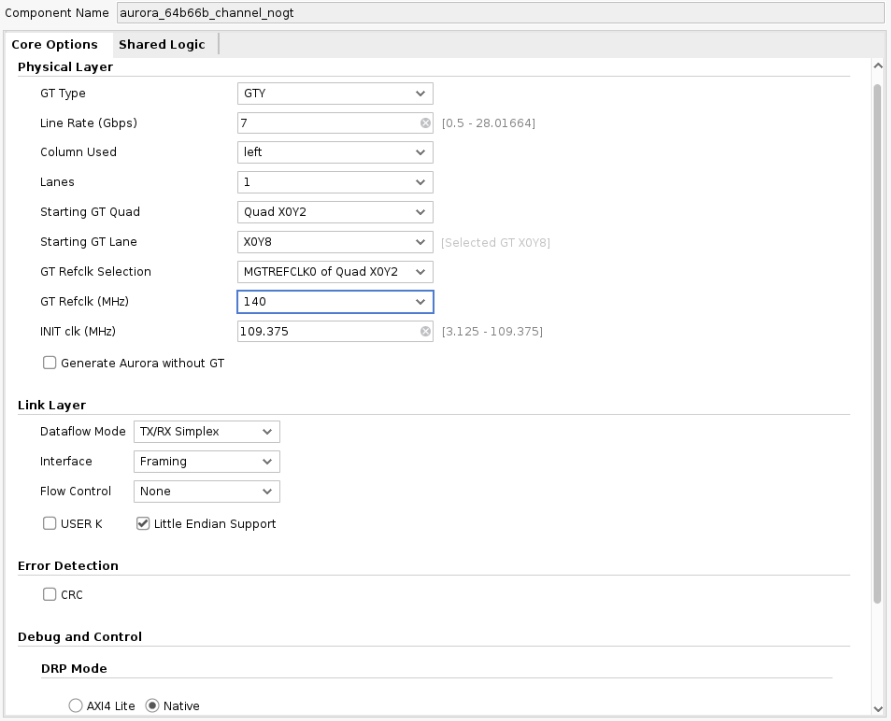 Component Name aurora_64b66b_channel_nogt
Core Options Shared Logic
Physical Layer
GT Type GTY
Line Rate (Gbps) 7 [0.5 - 28.01664]
Column Used left
Lanes 1
Starting GT Quad Quad X0Y2
Starting GT Lane X0Y8 [Selected GT X0Y8]
GT Refclk Selection MGTREFCLK0 of Quad X0Y2
GT Refclk (MHz) 140
INIT clk (MHz) 109.375 [3.125 - 109.375]
Generate Aurora without GT
Link Layer
Dataflow Mode TX/RX Simplex
Interface Framing
Flow Control None
USER K Little Endian Support
Error Detection
CRC
Debug and Control
DRP Mode
AXI4 Lite Native